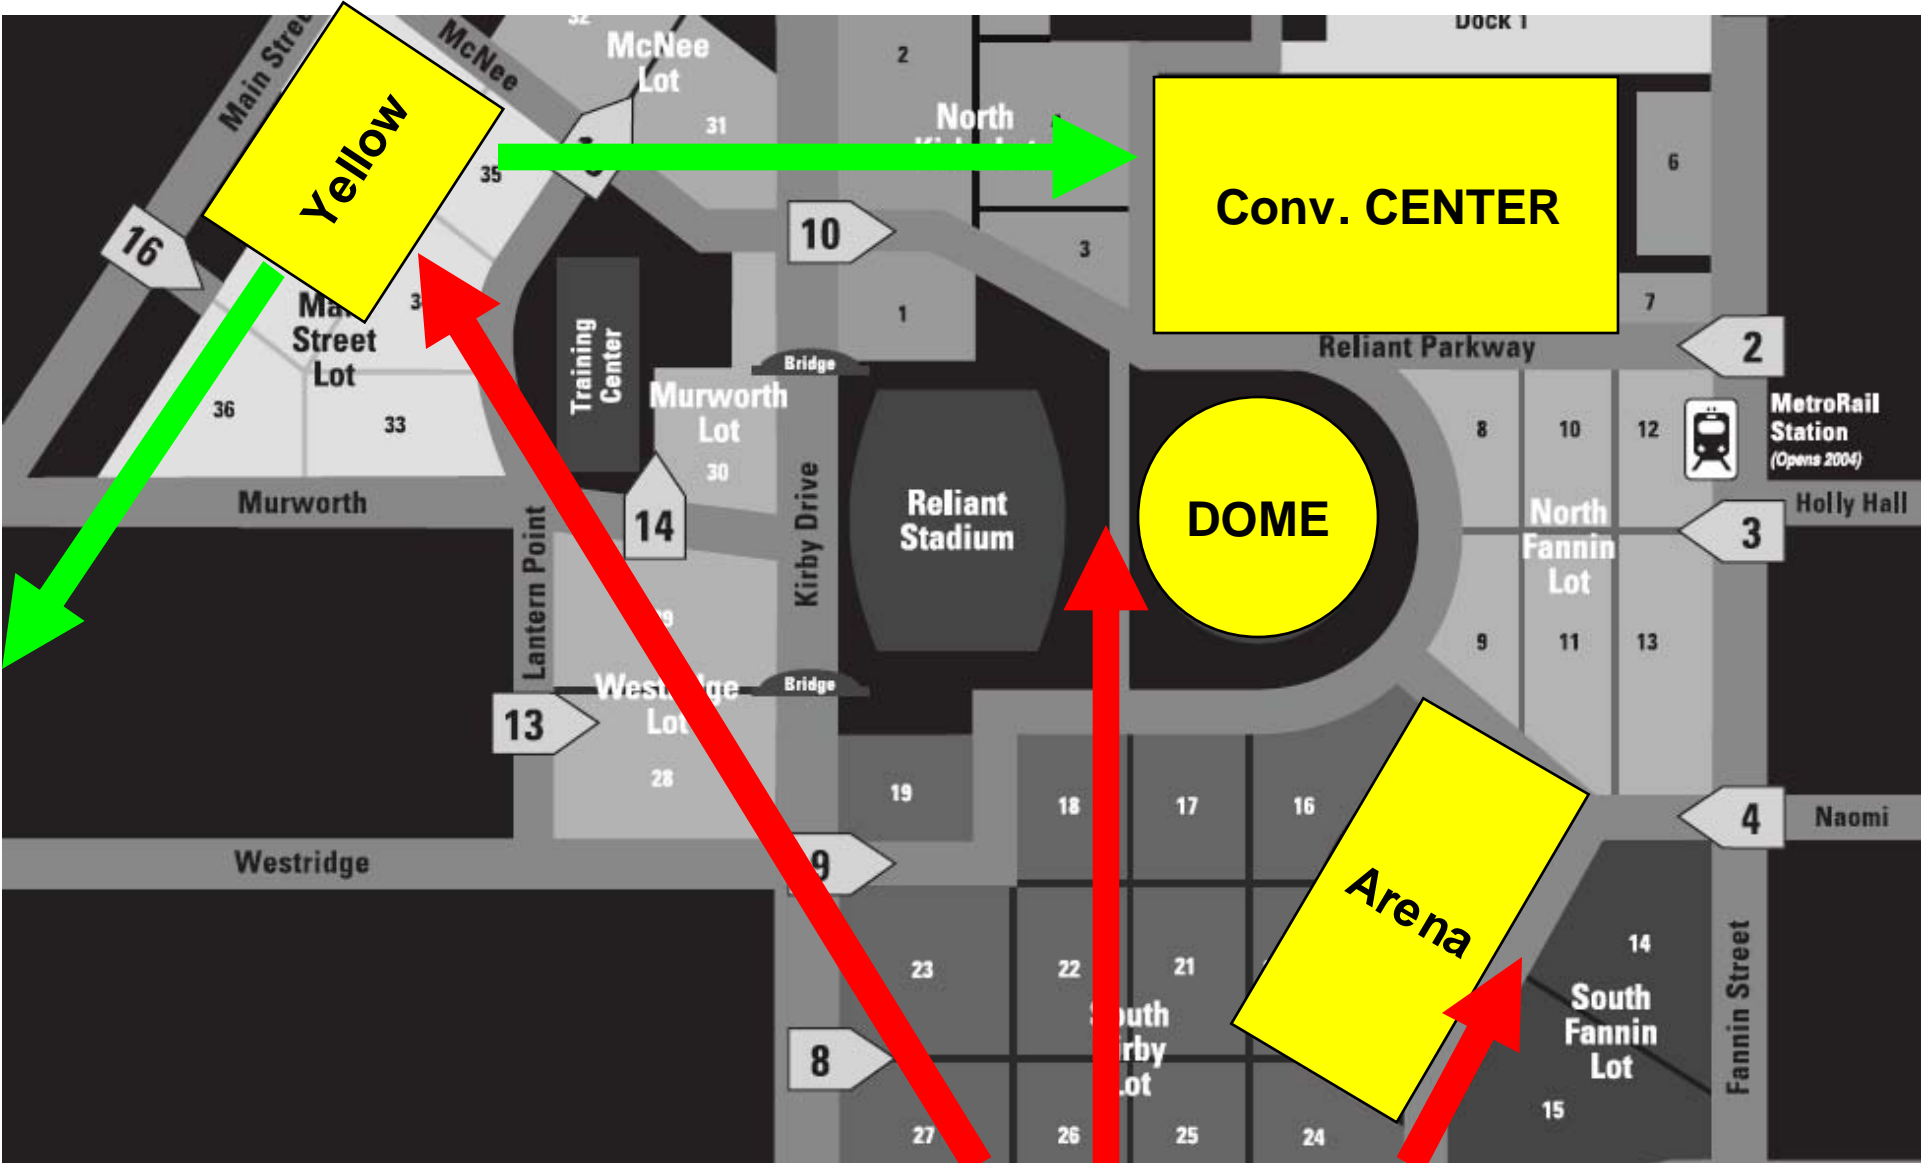 32
McNee
Lot
31
Main
McNee
Yellow
35
16
2
North
Dock 1
Conv. CENTER
6
10
3
7
1
Street
Lot
36
33
Training
Center
Bridge
Murworth
Lot
30
Reliant Parkway
2
MetroRail
Station
(Opens 2004)
8
10
12
DOME
Reliant
Stadium
Murworth
14
Kirby Drive
Lantern Point
North
Fannin
Lot
3
Holly Hall
9
11
13
Lot
Bridge
13
28
19
18
17
16
4
Naomi
Westridge
9
Arena
23
22
21
14
South
Fannin
Lot
Fannin Street
8
15
27
26
25
24